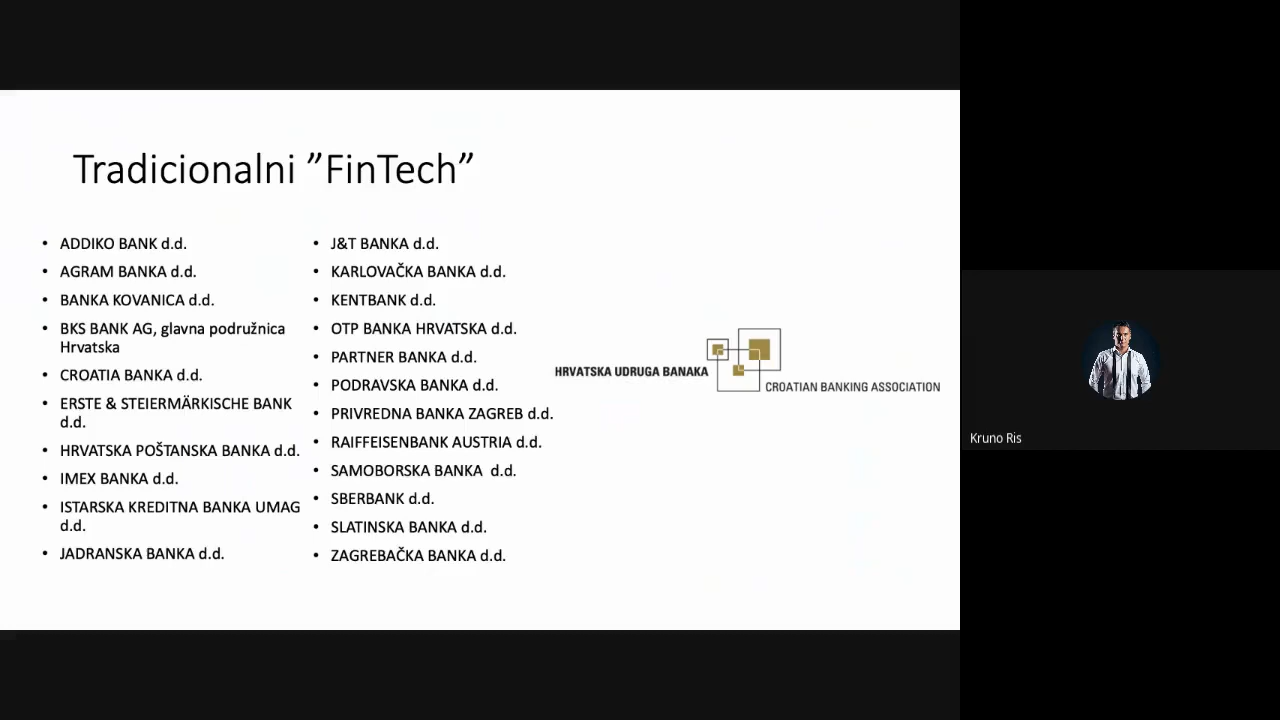 Tradicionalni ”FinTech”
• ADDIKO BANK d.d.
• AGRAM BANKA d.d.
• BANKA KOVANICA d.d.
• BKS BANK AG, glavna podružnica
Hrvatska
• CROATIA BANKA d.d.
• ERSTE & STEIERMÄRKISCHE BANK
d.d.
• HRVATSKA POŠTANSKA BANKA d.d.
• IMEX BANKA d.d.
• ISTARSKA KREDITNA BANKA UMAG
d.d.
• JADRANSKA BANKA d.d.
• J&T BANKA d.d.
• KARLOVAČKA BANKA d.d.
• KENTBANK d.d.
• OTP BANKA HRVATSKA d.d.
• PARTNER BANKA d.d.
• PODRAVSKA BANKA d.d.
• PRIVREDNA BANKA ZAGREB d.d.
• RAIFFEISENBANK AUSTRIA d.d.
• SAMOBORSKA BANKA  d.d.
• SBERBANK d.d.
• SLATINSKA BANKA d.d.
• ZAGREBAČKA BANKA d.d.
HRVATSKA UDRUGA BANAKA
CROATIAN BANKING ASSOCIATION
Kruno Ris